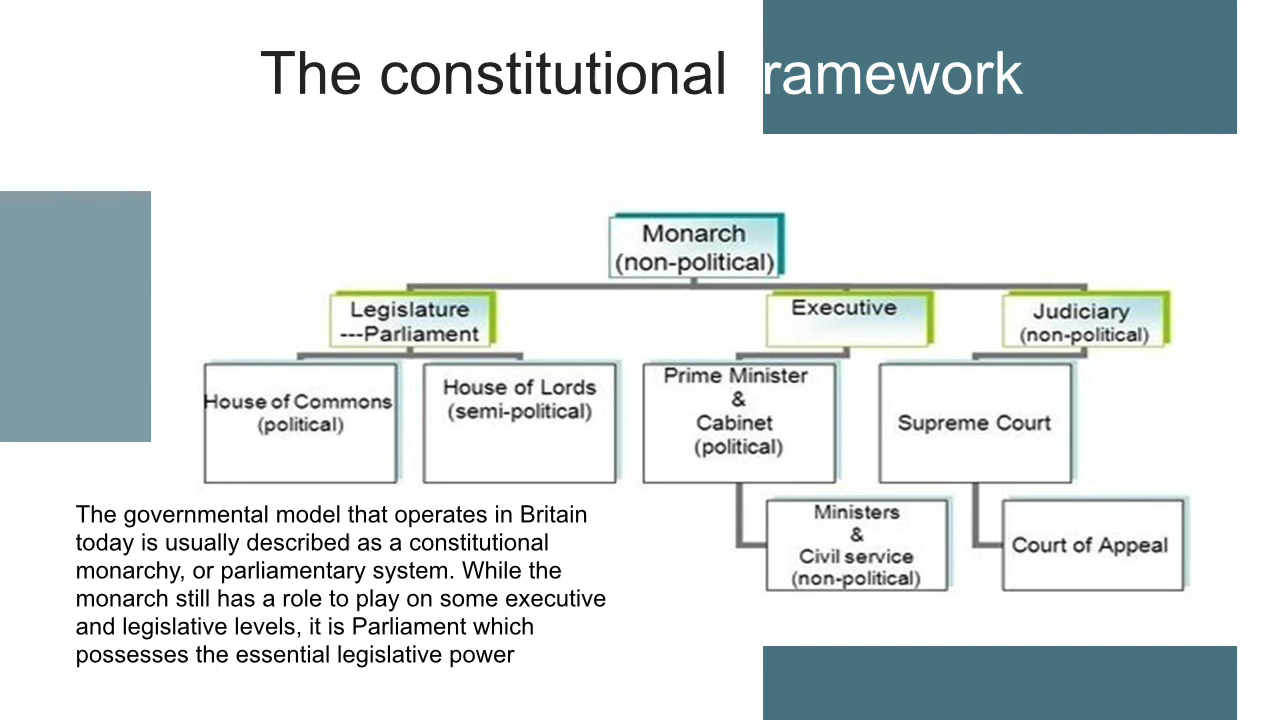 The constitutional ramework
Monarch
(non-political)
Legislature
---Parliament
Executive
Judiciary
(non-political)
House of Commons
(political)
House of Lords
(semi-political)
Prime Minister
&
Cabinet
(political)
Supreme Court
Ministers
&
Civil service
(non-political)
Court of Appeal
The governmental model that operates in Britain
today is usually described as a constitutional
monarchy, or parliamentary system. While the
monarch still has a role to play on some executive
and legislative levels, it is Parliament which
possesses the essential legislative power